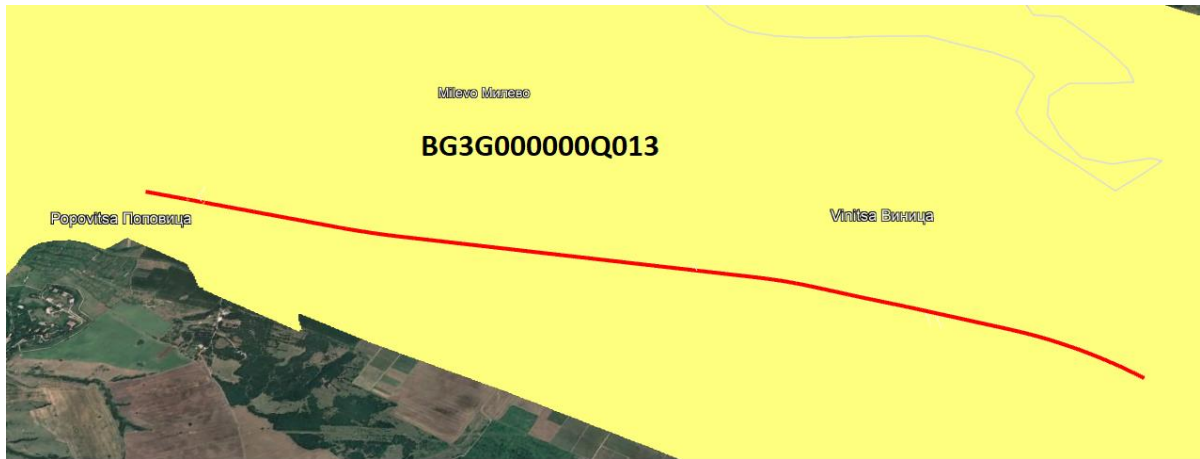 Milevo Милево
BG3G000000Q013
Popovitsa Поповица
Vinitsa Виница